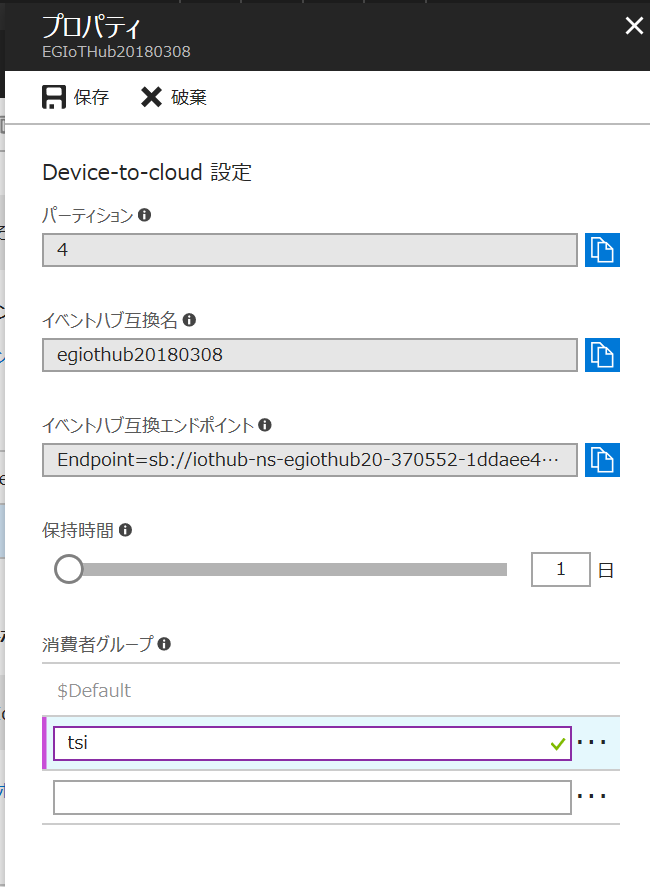 プロパティ
EGIoTHub20180308
保存 破棄
Device-to-cloud 設定
パーティション
4
イベントハブ互換名
egiothub20180308
イベントハブ互換エンドポイント
Endpoint=sb://iothub-ns-egiothub20-370552-1ddaee4···
保持時間
1 日
消費者グループ
$Default
tsi ···
···